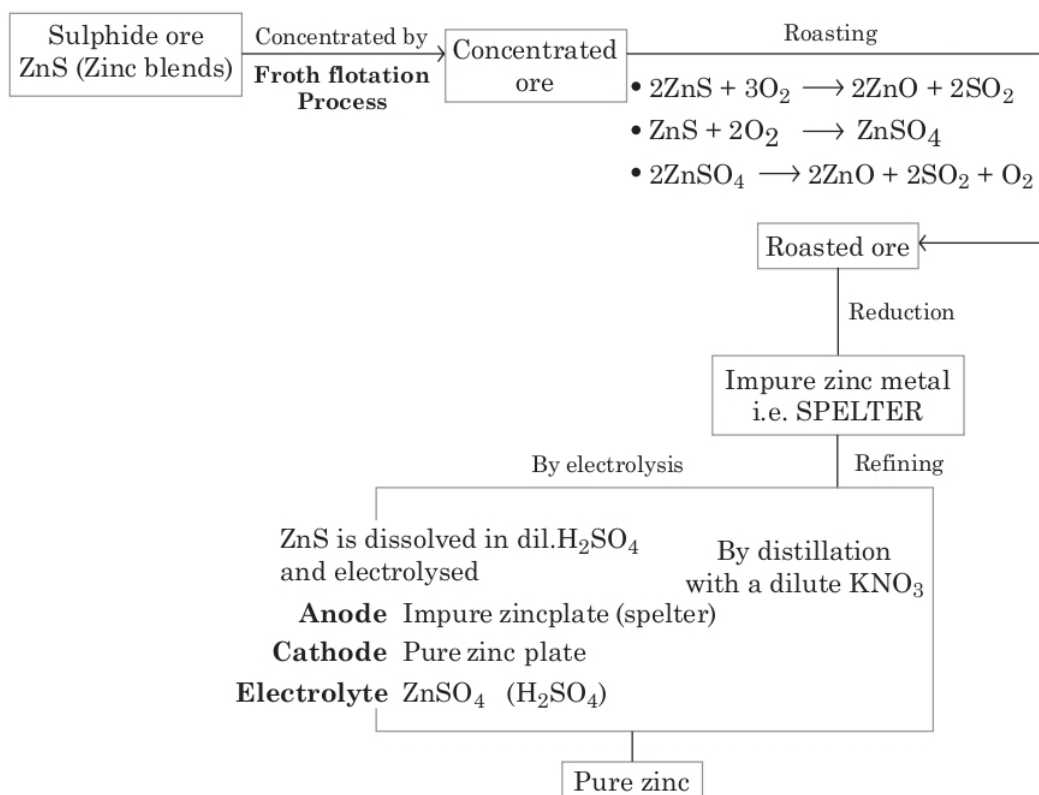 Sulphide ore
ZnS (Zinc blends)
Concentrated by
Froth flotation
Process
Concentrated
ore
Roasting
• 2ZnS + 3O₂ ⟶ 2ZnO + 2SO₂
• ZnS + 2O₂ ⟶ ZnSO₄
• 2ZnSO₄ ⟶ 2ZnO + 2SO₂ + O₂
Roasted ore
Reduction
Impure zinc metal
i.e. SPELTER
By electrolysis
Refining
ZnS is dissolved in dil.H₂SO₄
and electrolysed
By distillation
with a dilute KNO₃
Anode Impure zincplate (spelter)
Cathode Pure zinc plate
Electrolyte ZnSO₄ (H₂SO₄)
Pure zinc